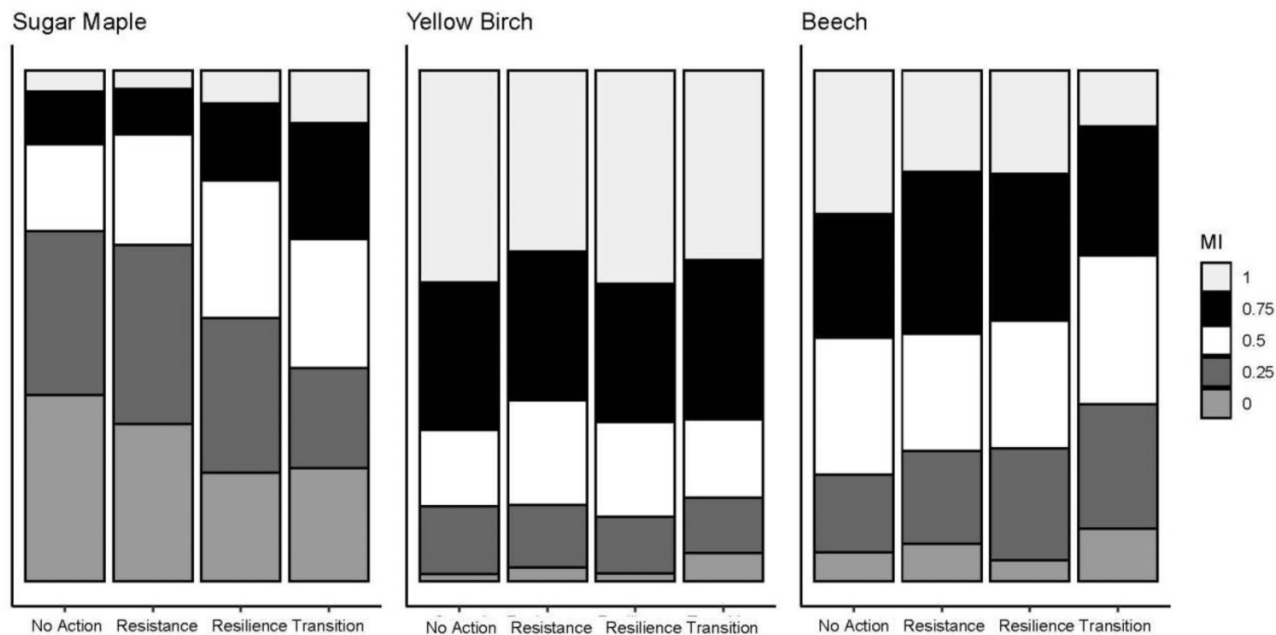 Sugar Maple
Yellow Birch
Beech
MI
1
0.75
0.5
0.25
0
No Action Resistance Resilience Transition
No Action Resistance Resilience Transition
No Action Resistance Resilience Transition